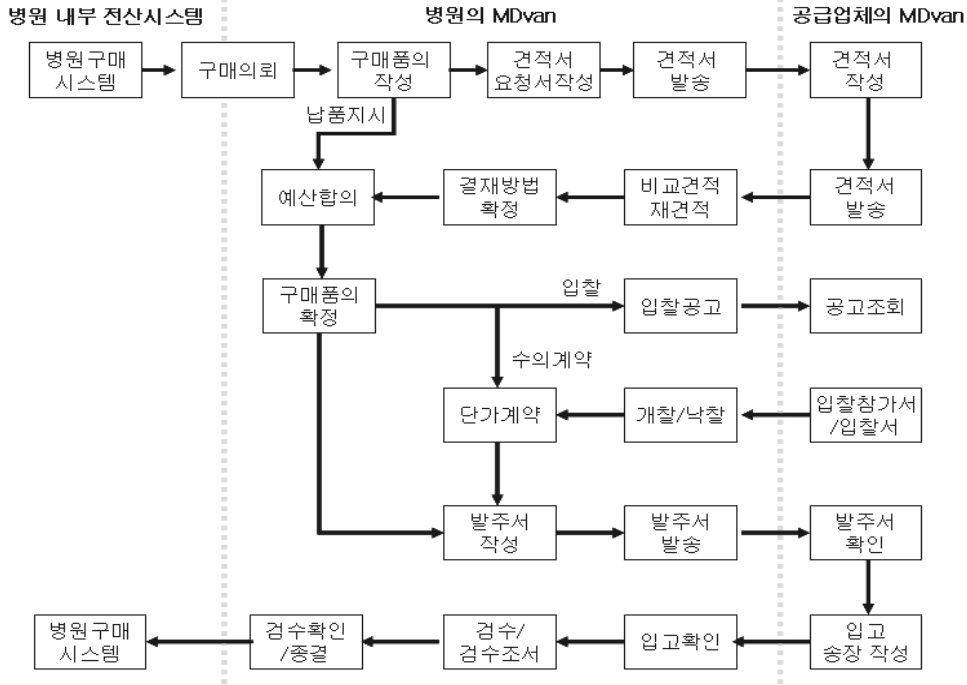 병원 내부 전산시스템
병원의 MDvan
공급업체의 MDvan
병원구매
시스템
구매의뢰
구매품의
작성
견적서
요청서작성
견적서
발송
견적서
작성
납품지시
예산합의
결재방법
확정
비교견적
재견적
견적서
발송
구매품의
확정
입찰
입찰공고
공고조회
수의계약
단가계약
개찰/낙찰
입찰참가서
/입찰서
발주서
작성
발주서
발송
발주서
확인
병원구매
시스템
검수확인
/종결
검수/
검수조서
입고확인
입고
송장 작성